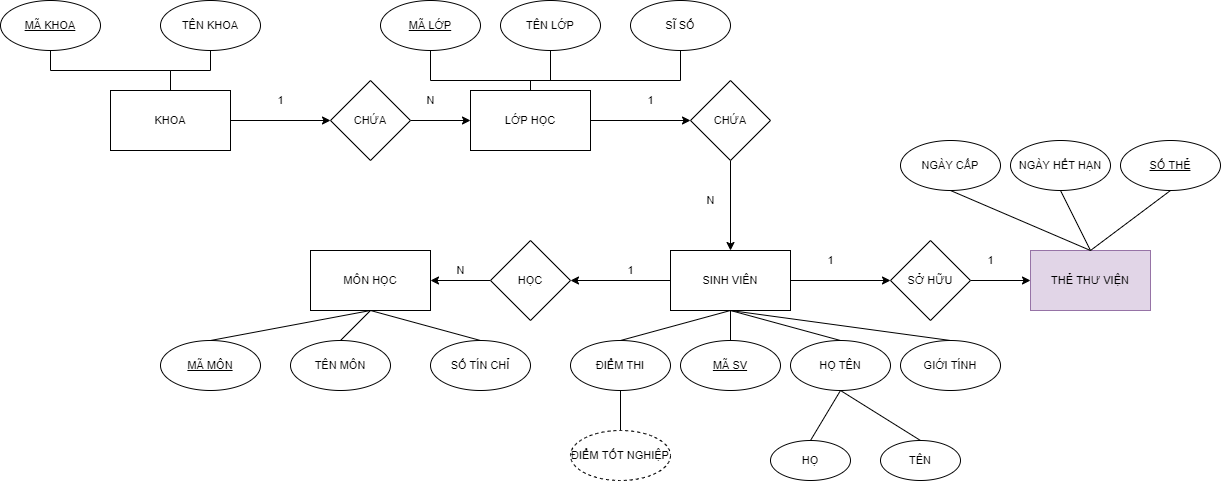 MÃ KHOA
TÊN KHOA
MÃ LỚP
TÊN LỚP
SĨ SỐ
KHOA
1
CHỨA
N
LỚP HỌC
1
CHỨA
N
NGÀY CẤP
NGÀY HẾT HẠN
SỐ THẺ
MÔN HỌC
N
HỌC
1
SINH VIÊN
1
SỞ HỮU
1
THẺ THƯ VIỆN
MÃ MÔN
TÊN MÔN
SỐ TÍN CHỈ
ĐIỂM THI
MÃ SV
HỌ TÊN
GIỚI TÍNH
ĐIỂM TỐT NGHIỆP
HỌ
TÊN